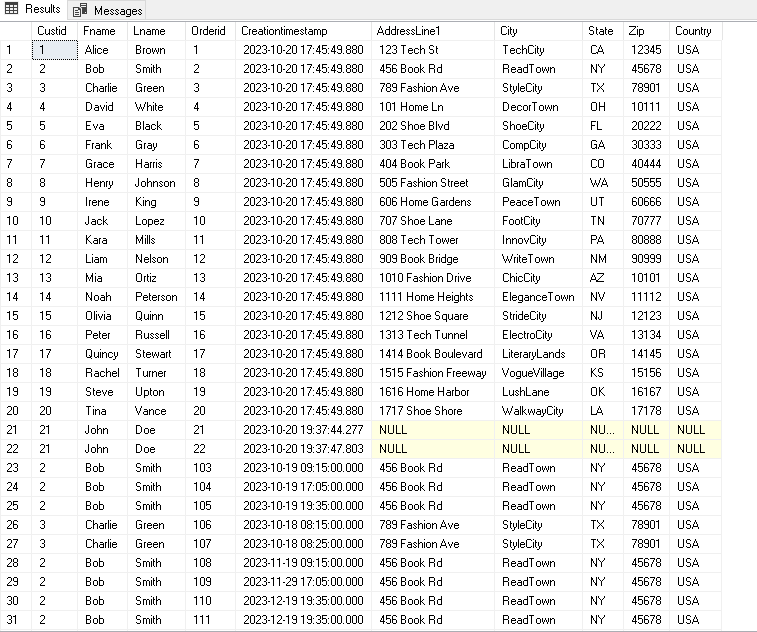 Results Messages
Custid Fname Lname Orderid Creationtimestamp AddressLine1 City State Zip Country
1 1 Alice Brown 1 2023-10-20 17:45:49.880 123 Tech St TechCity CA 12345 USA
2 2 Bob Smith 2 2023-10-20 17:45:49.880 456 Book Rd ReadTown NY 45678 USA
3 3 Charlie Green 3 2023-10-20 17:45:49.880 789 Fashion Ave StyleCity TX 78901 USA
4 4 David White 4 2023-10-20 17:45:49.880 101 Home Ln DecorTown OH 10111 USA
5 5 Eva Black 5 2023-10-20 17:45:49.880 202 Shoe Blvd ShoeCity FL 20222 USA
6 6 Frank Gray 6 2023-10-20 17:45:49.880 303 Tech Plaza CompCity GA 30333 USA
7 7 Grace Harris 7 2023-10-20 17:45:49.880 404 Book Park LibraTown CO 40444 USA
8 8 Henry Johnson 8 2023-10-20 17:45:49.880 505 Fashion Street GlamCity WA 50555 USA
9 9 Irene King 9 2023-10-20 17:45:49.880 606 Home Gardens PeaceTown UT 60666 USA
10 10 Jack Lopez 10 2023-10-20 17:45:49.880 707 Shoe Lane FootCity TN 70777 USA
11 11 Kara Mills 11 2023-10-20 17:45:49.880 808 Tech Tower InnovCity PA 80888 USA
12 12 Liam Nelson 12 2023-10-20 17:45:49.880 909 Book Bridge WriteTown NM 90999 USA
13 13 Mia Ortiz 13 2023-10-20 17:45:49.880 1010 Fashion Drive ChicCity AZ 10101 USA
14 14 Noah Peterson 14 2023-10-20 17:45:49.880 1111 Home Heights EleganceTown NV 11112 USA
15 15 Olivia Quinn 15 2023-10-20 17:45:49.880 1212 Shoe Square StrideCity NJ 12123 USA
16 16 Peter Russell 16 2023-10-20 17:45:49.880 1313 Tech Tunnel ElectroCity VA 13134 USA
17 17 Quincy Stewart 17 2023-10-20 17:45:49.880 1414 Book Boulevard LiteraryLands OR 14145 USA
18 18 Rachel Turner 18 2023-10-20 17:45:49.880 1515 Fashion Freeway VogueVillage KS 15156 USA
19 19 Steve Upton 19 2023-10-20 17:45:49.880 1616 Home Harbor LushLane OK 16167 USA
20 20 Tina Vance 20 2023-10-20 17:45:49.880 1717 Shoe Shore WalkwayCity LA 17178 USA
21 21 John Doe 21 2023-10-20 19:37:44.277 NULL NULL NU... NULL NULL
22 21 John Doe 22 2023-10-20 19:37:47.803 NULL NULL NU... NULL NULL
23 2 Bob Smith 103 2023-10-19 09:15:00.000 456 Book Rd ReadTown NY 45678 USA
24 2 Bob Smith 104 2023-10-19 17:05:00.000 456 Book Rd ReadTown NY 45678 USA
25 2 Bob Smith 105 2023-10-19 19:35:00.000 456 Book Rd ReadTown NY 45678 USA
26 3 Charlie Green 106 2023-10-18 08:15:00.000 789 Fashion Ave StyleCity TX 78901 USA
27 3 Charlie Green 107 2023-10-18 08:25:00.000 789 Fashion Ave StyleCity TX 78901 USA
28 2 Bob Smith 108 2023-11-19 09:15:00.000 456 Book Rd ReadTown NY 45678 USA
29 2 Bob Smith 109 2023-11-29 17:05:00.000 456 Book Rd ReadTown NY 45678 USA
30 2 Bob Smith 110 2023-12-19 19:35:00.000 456 Book Rd ReadTown NY 45678 USA
31 2 Bob Smith 111 2023-12-19 19:35:00.000 456 Book Rd ReadTown NY 45678 USA